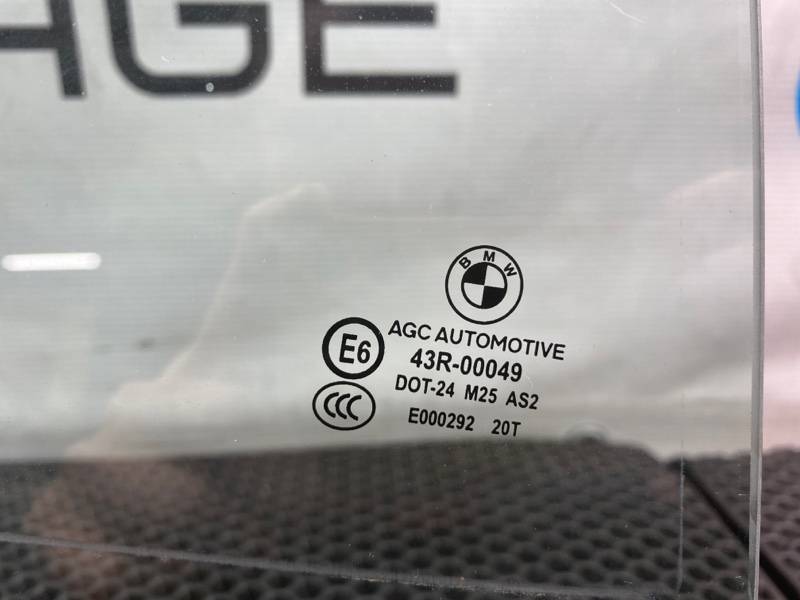 AGE
BMW
AGC AUTOMOTIVE
E6
43R-00049
CCC
DOT-24 M25 AS2
E000292 20T